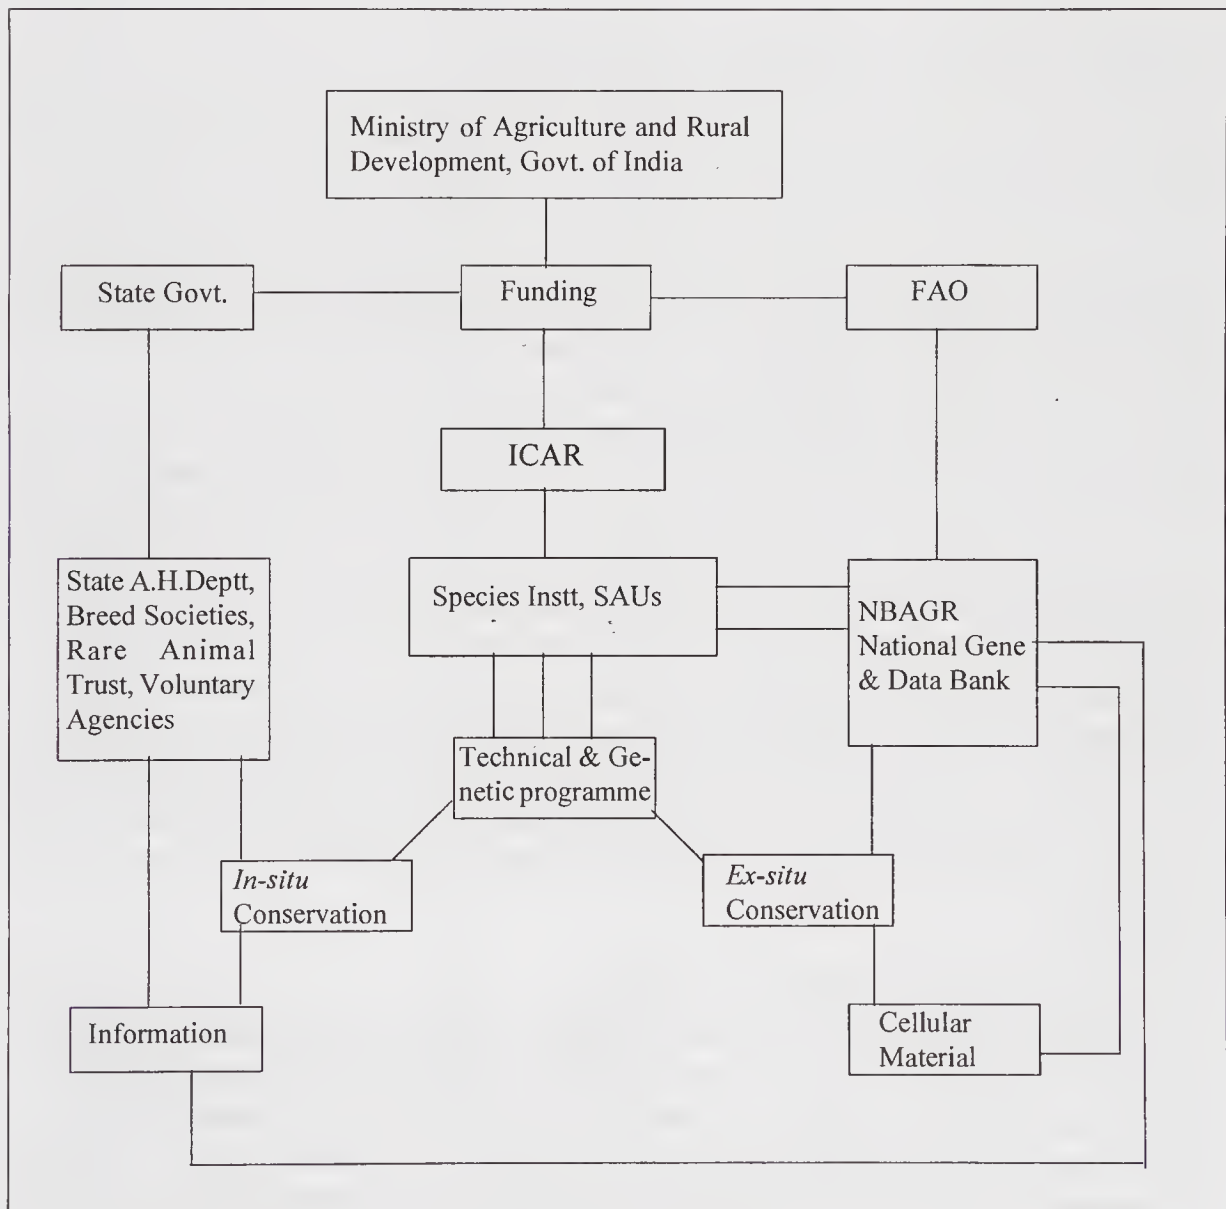 Ministry of Agriculture and Rural
Development, Govt. of India
State Govt.
Funding
FAO
ICAR
State A.H.Deptt,
Breed Societies,
Rare Animal
Trust, Voluntary
Agencies
Species Instt, SAUs
NBAGR
National Gene
& Data Bank
Technical & Ge-
netic programme
In-situ
Conservation
Ex-situ
Conservation
Information
Cellular
Material